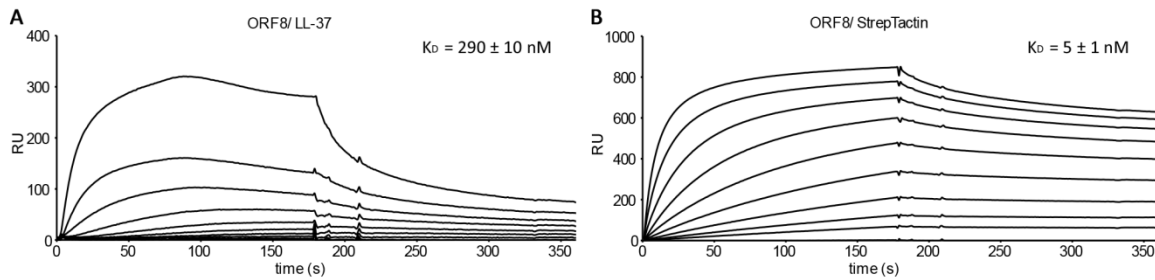 A
ORF8/ LL-37
K_D = 290 ± 10 nM
400
300
200
100
0
RU
0 50 100 150 200 250 300 350
time (s)
B
ORF8/ StrepTactin
K_D = 5 ± 1 nM
1000
800
600
400
200
0
RU
0 50 100 150 200 250 300 350
time (s)